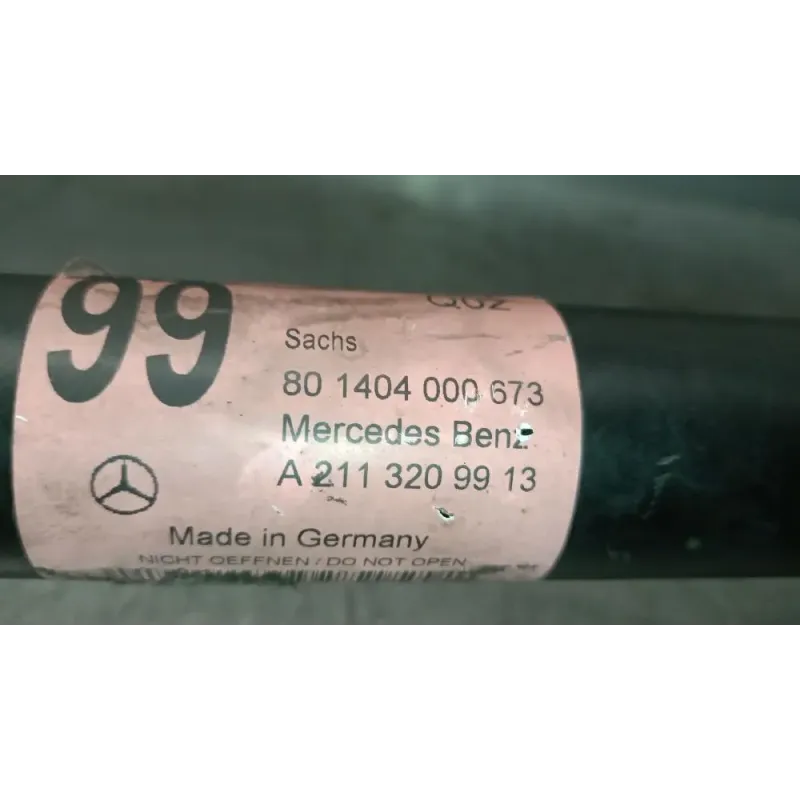 99
Sachs
80 1404 000 673
Mercedes Benz
A 211 320 99 13
Made in Germany
NICHT OEFFNEN / DO NOT OPEN